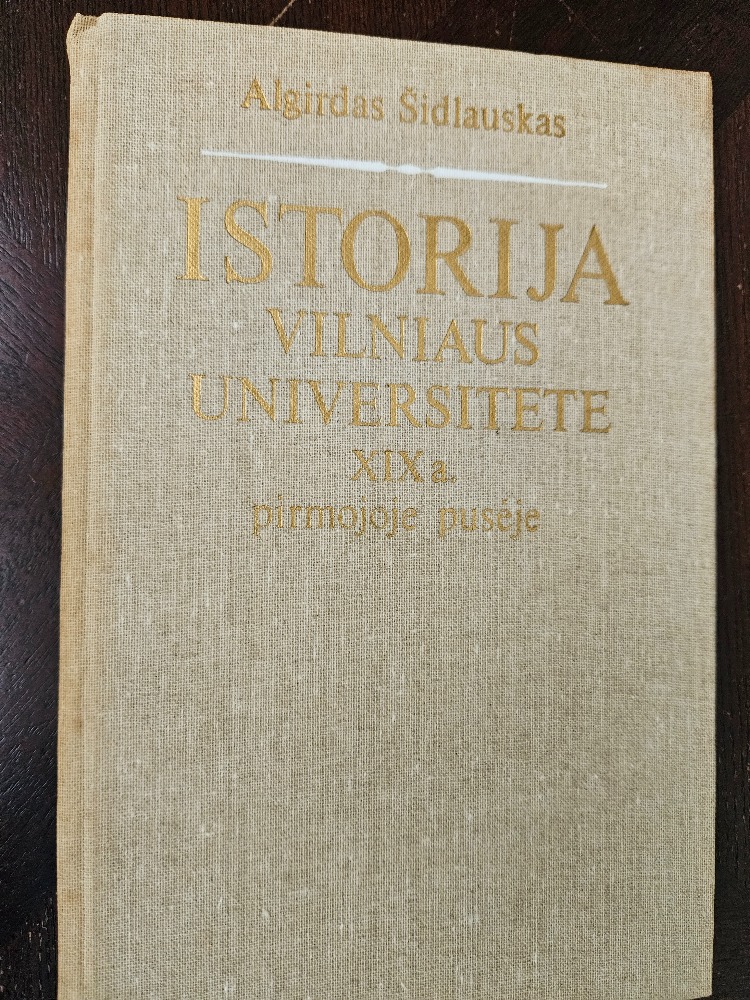 Algirdas Šidlauskas
ISTORIJA
VILNIAUS
UNIVERSITETE
XIX a.
pirmojoje pusėje